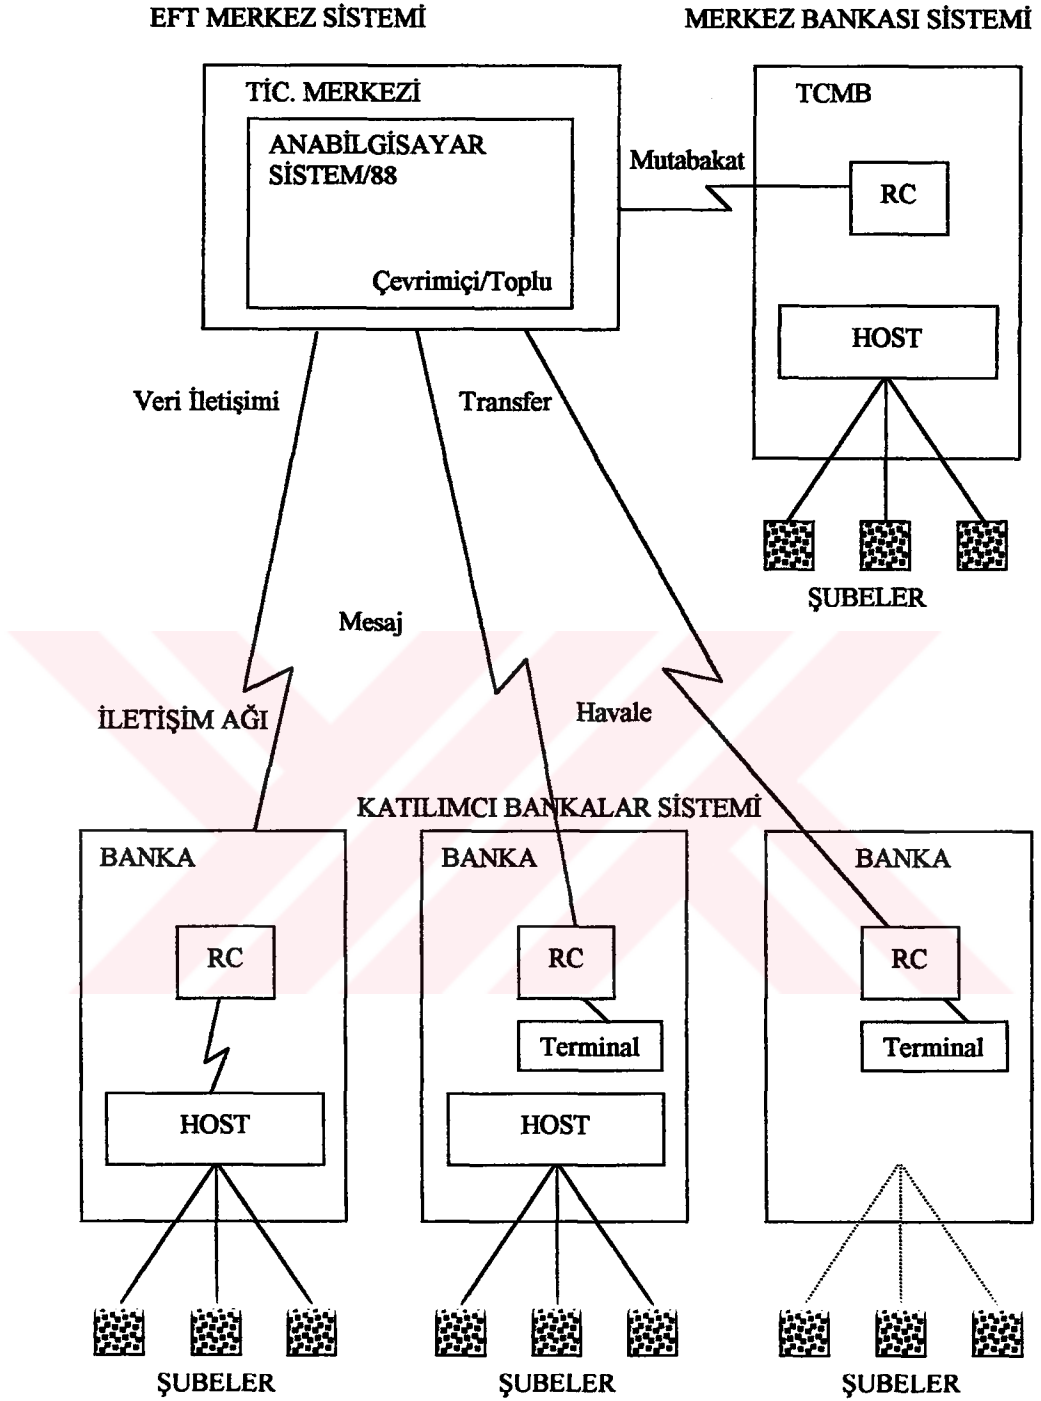 EFT MERKEZ SİSTEMİ
MERKEZ BANKASI SİSTEMİ
TİC. MERKEZİ
ANABİLGİSAYAR
SİSTEM/88
Çevrimiçi/Toplu
Mutabakat
TCMB
RC
HOST
ŞUBELER
Veri İletişimi
Transfer
Mesaj
Havale
İLETİŞİM AĞI
KATILIMCI BANKALAR SİSTEMİ
BANKA
RC
HOST
ŞUBELER
BANKA
RC
Terminal
HOST
ŞUBELER
BANKA
RC
Terminal
ŞUBELER